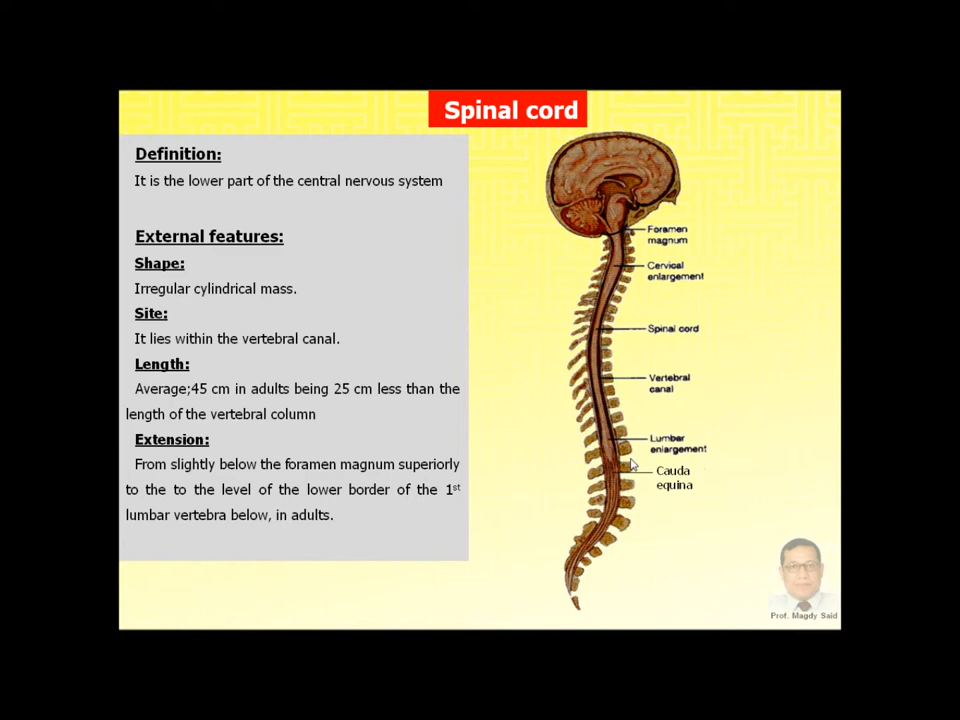 Spinal cord
Definition:
It is the lower part of the central nervous system
External features:
Shape:
Irregular cylindrical mass.
Site:
It lies within the vertebral canal.
Length:
Average;45 cm in adults being 25 cm less than the
length of the vertebral column
Extension:
From slightly below the foramen magnum superiorly
to the to the level of the lower border of the 1st
lumbar vertebra below, in adults.
Foramen
magnum
Cervical
enlargement
Spinal cord
Vertebral
canal
Lumbar
enlargement
Cauda
equina
Prof. Magdy Said